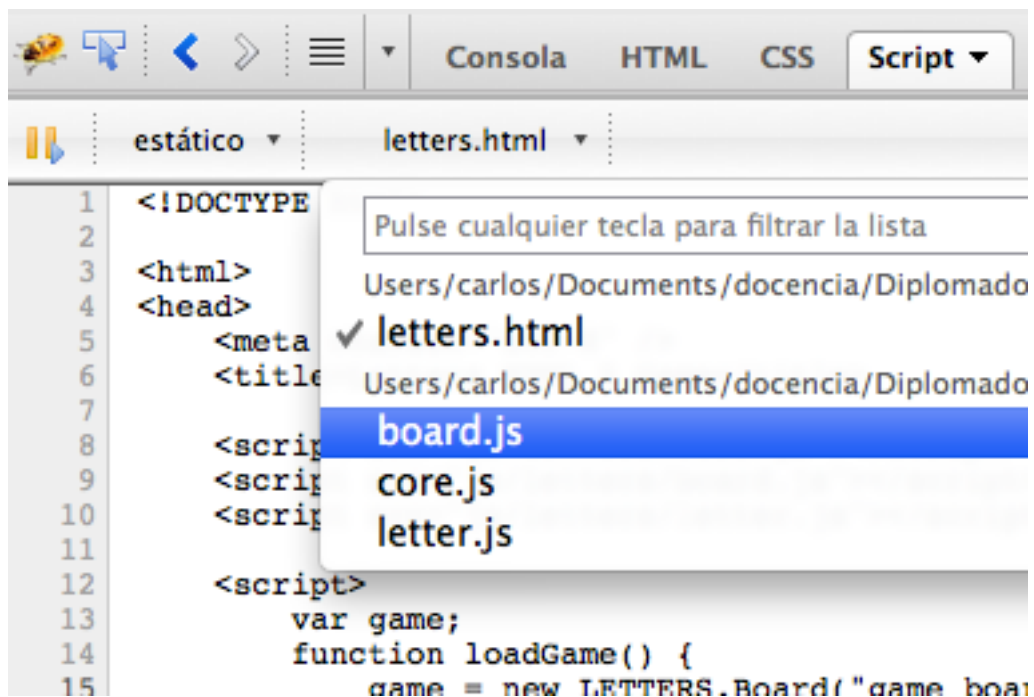 Consola HTML CSS Script
estático letters.html
1 <!DOCTYPE
2
3 <html>
4 <head>
5 <meta
6 <title
7
8 <scrip
9 <scrip
10 <scrip
11
12 <script>
13 var game;
14 function loadGame() {
15 game = new LETTERS.Board("game_boar
Pulse cualquier tecla para filtrar la lista
Users/carlos/Documents/docencia/Diplomado
letters.html
Users/carlos/Documents/docencia/Diplomado
board.js
core.js
letter.js